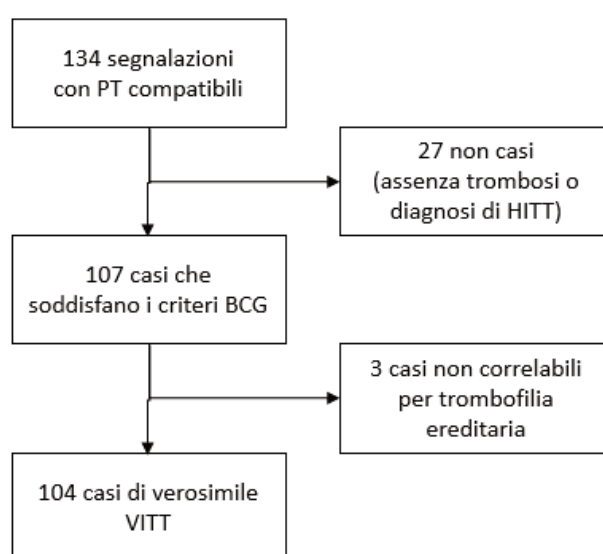 134 segnalazioni
con PT compatibili
27 non casi
(assenza trombosi o
diagnosi di HITT)
107 casi che
soddisfano i criteri BCG
3 casi non correlabili
per trombofilia
ereditaria
104 casi di verosimile
VITT